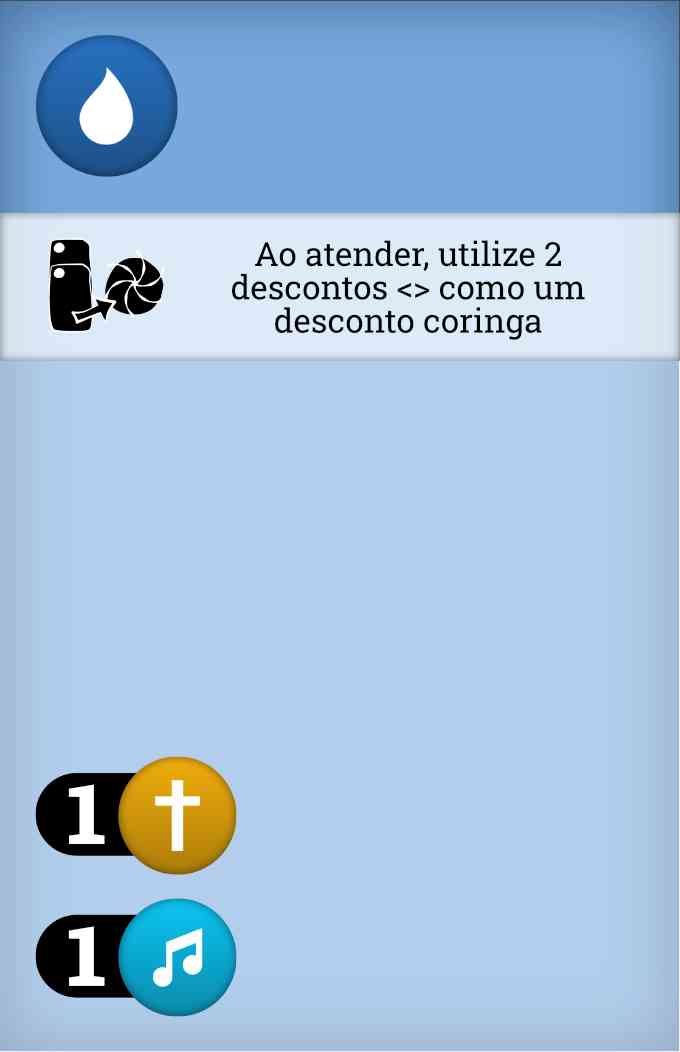 Ao atender, utilize 2
descontos <> como um
desconto coringa
1
1